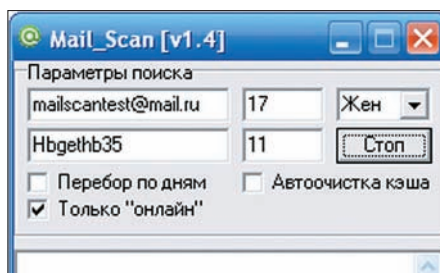 Mail_Scan [v1.4]
Параметры поиска
mailscantest@mail.ru 17 Жен
Hbgethb35 11 Стоп
Перебор по дням Автоочистка кэша
Только "онлайн"